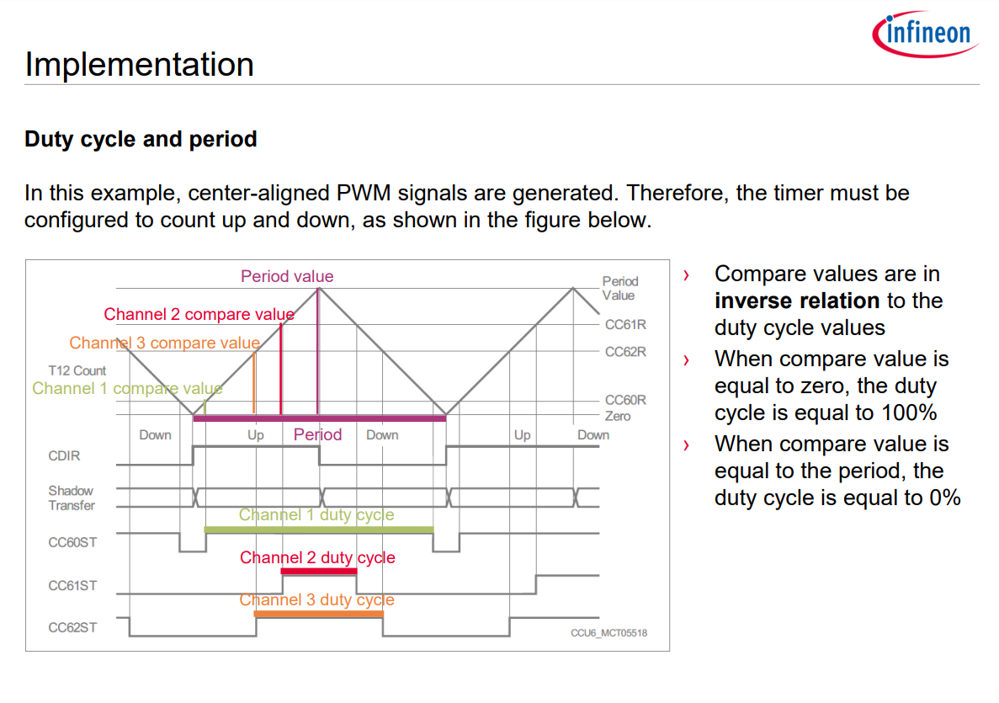 infineon
Implementation
Duty cycle and period
In this example, center-aligned PWM signals are generated. Therefore, the timer must be
configured to count up and down, as shown in the figure below.
Period value
Period
Value
Channel 2 compare value
CC61R
Channel 3 compare value
CC62R
T12 Count
Channel 1 compare value
CC60R
Zero
Down
Up
Period
Down
Up
Down
CDIR
Shadow
Transfer
Channel 1 duty cycle
CC60ST
Channel 2 duty cycle
CC61ST
Channel 3 duty cycle
CC62ST
CCU6_MCT05518
› Compare values are in
inverse relation to the
duty cycle values
› When compare value is
equal to zero, the duty
cycle is equal to 100%
› When compare value is
equal to the period, the
duty cycle is equal to 0%